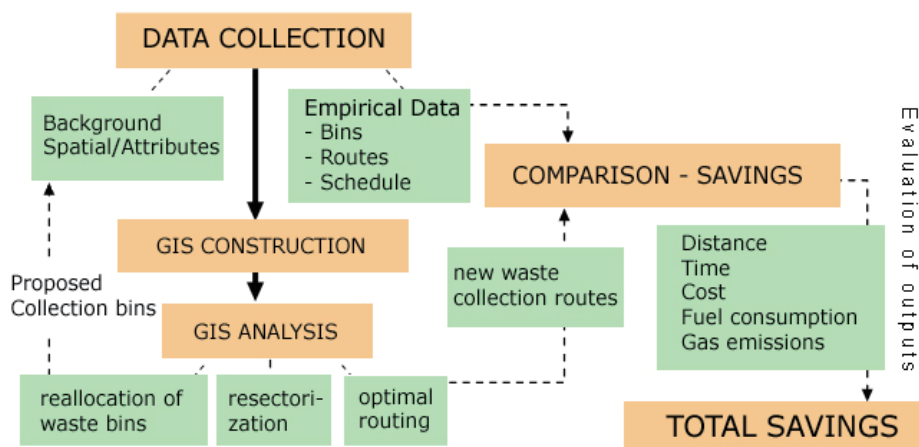 DATA COLLECTION
Background
Spatial/Attributes
Empirical Data
- Bins
- Routes
- Schedule
COMPARISON - SAVINGS
Evaluation of outputs
GIS CONSTRUCTION
Proposed
Collection bins
new waste
collection routes
Distance
Time
Cost
Fuel consumption
Gas emissions
GIS ANALYSIS
reallocation of
waste bins
resectori-
zation
optimal
routing
TOTAL SAVINGS